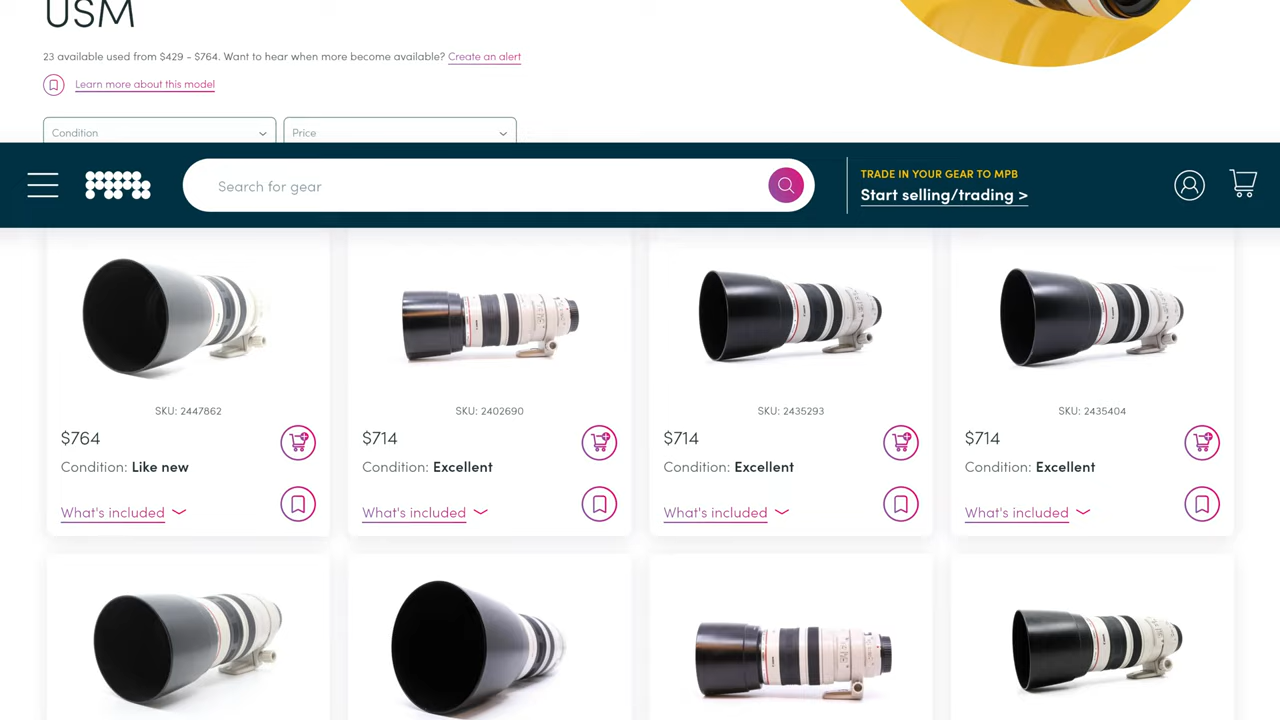 USM
23 available used from $429 - $764. Want to hear when more become available? Create an alert
Learn more about this model
Condition
Price
mpb
Search for gear
TRADE IN YOUR GEAR TO MPB
Start selling/trading >
SKU: 2447862
$764
Condition: Like new
What's included
SKU: 2402690
$714
Condition: Excellent
What's included
SKU: 2435293
$714
Condition: Excellent
What's included
SKU: 2435404
$714
Condition: Excellent
What's included